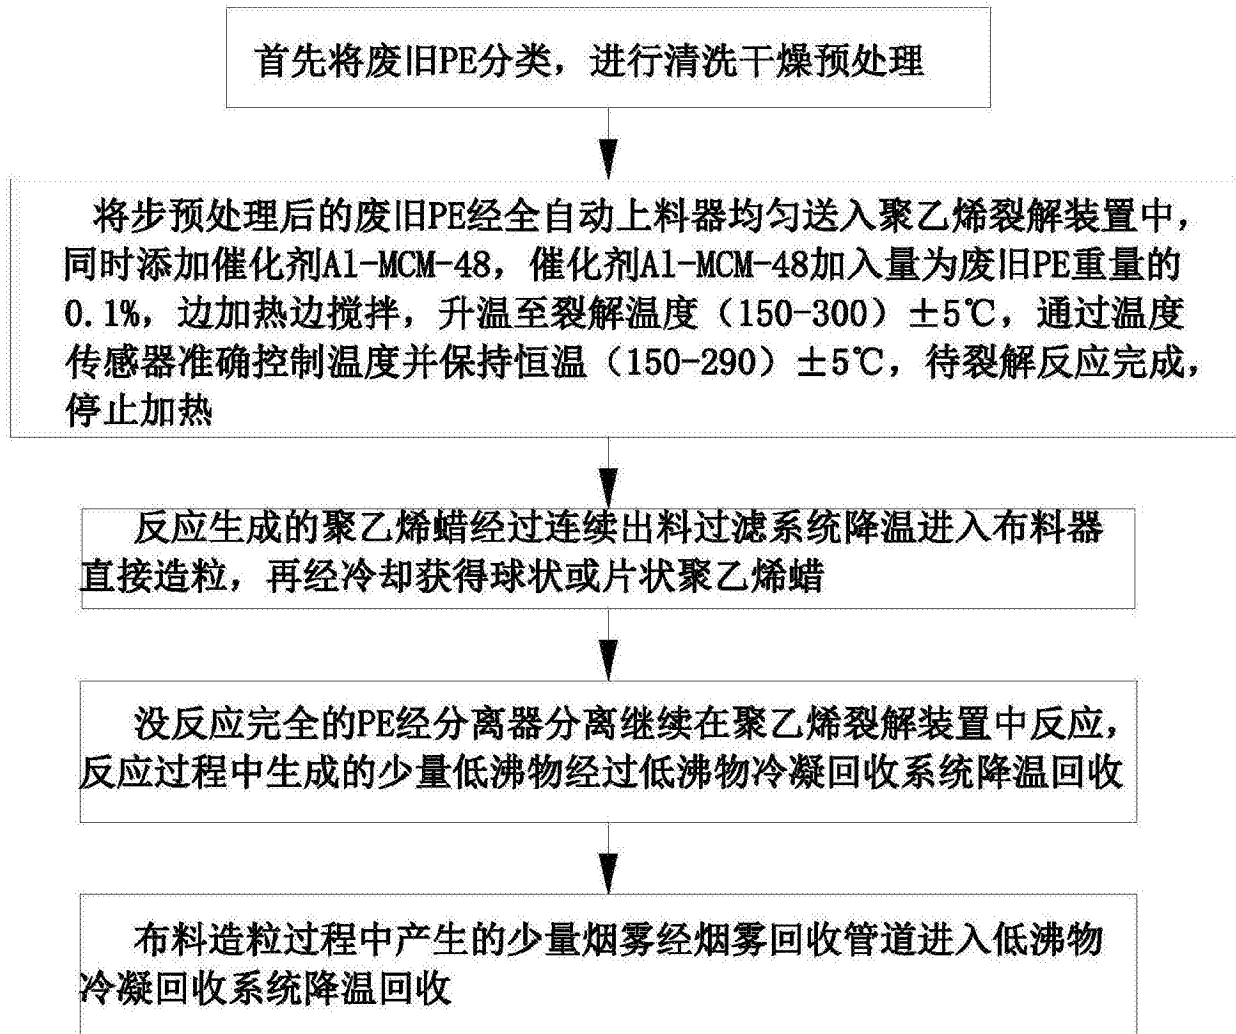 首先将废旧PE分类，进行清洗干燥预处理
将步预处理后的废旧PE经全自动上料器均匀送入聚乙烯裂解装置中，
同时添加催化剂Al-MCM-48，催化剂Al-MCM-48加入量为废旧PE重量的
0.1%，边加热边搅拌，升温至裂解温度（150-300）±5℃，通过温度
传感器准确控制温度并保持恒温（150-290）±5℃，待裂解反应完成，
停止加热
反应生成的聚乙烯蜡经过连续出料过滤系统降温进入布料器
直接造粒，再经冷却获得球状或片状聚乙烯蜡
没反应完全的PE经分离器分离继续在聚乙烯裂解装置中反应，
反应过程中生成的少量低沸物经过低沸物冷凝回收系统降温回收
布料造粒过程中产生的少量烟雾经烟雾回收管道进入低沸物
冷凝回收系统降温回收